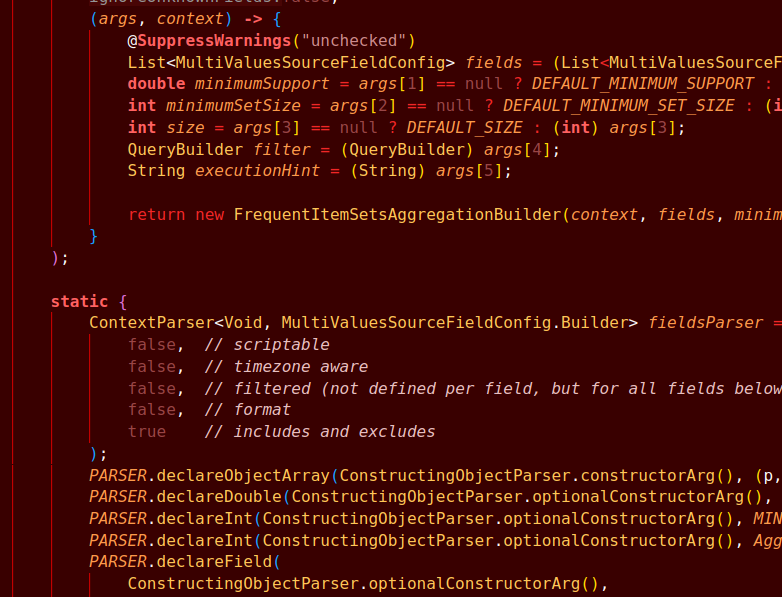 ignoreUnknownFields:false,
(args, context) -> {
@SuppressWarnings("unchecked")
List<MultiValuesSourceFieldConfig> fields = (List<MultiValuesSourceF
double minimumSupport = args[1] == null ? DEFAULT_MINIMUM_SUPPORT :
int minimumSetSize = args[2] == null ? DEFAULT_MINIMUM_SET_SIZE : (i
int size = args[3] == null ? DEFAULT_SIZE : (int) args[3];
QueryBuilder filter = (QueryBuilder) args[4];
String executionHint = (String) args[5];
return new FrequentItemSetsAggregationBuilder(context, fields, minim
}
);
static {
ContextParser<Void, MultiValuesSourceFieldConfig.Builder> fieldsParser =
false,  // scriptable
false,  // timezone aware
false,  // filtered (not defined per field, but for all fields below
false,  // format
true    // includes and excludes
);
PARSER.declareObjectArray(ConstructingObjectParser.constructorArg(), (p,
PARSER.declareDouble(ConstructingObjectParser.optionalConstructorArg(),
PARSER.declareInt(ConstructingObjectParser.optionalConstructorArg(), MIN
PARSER.declareInt(ConstructingObjectParser.optionalConstructorArg(), Agg
PARSER.declareField(
ConstructingObjectParser.optionalConstructorArg(),